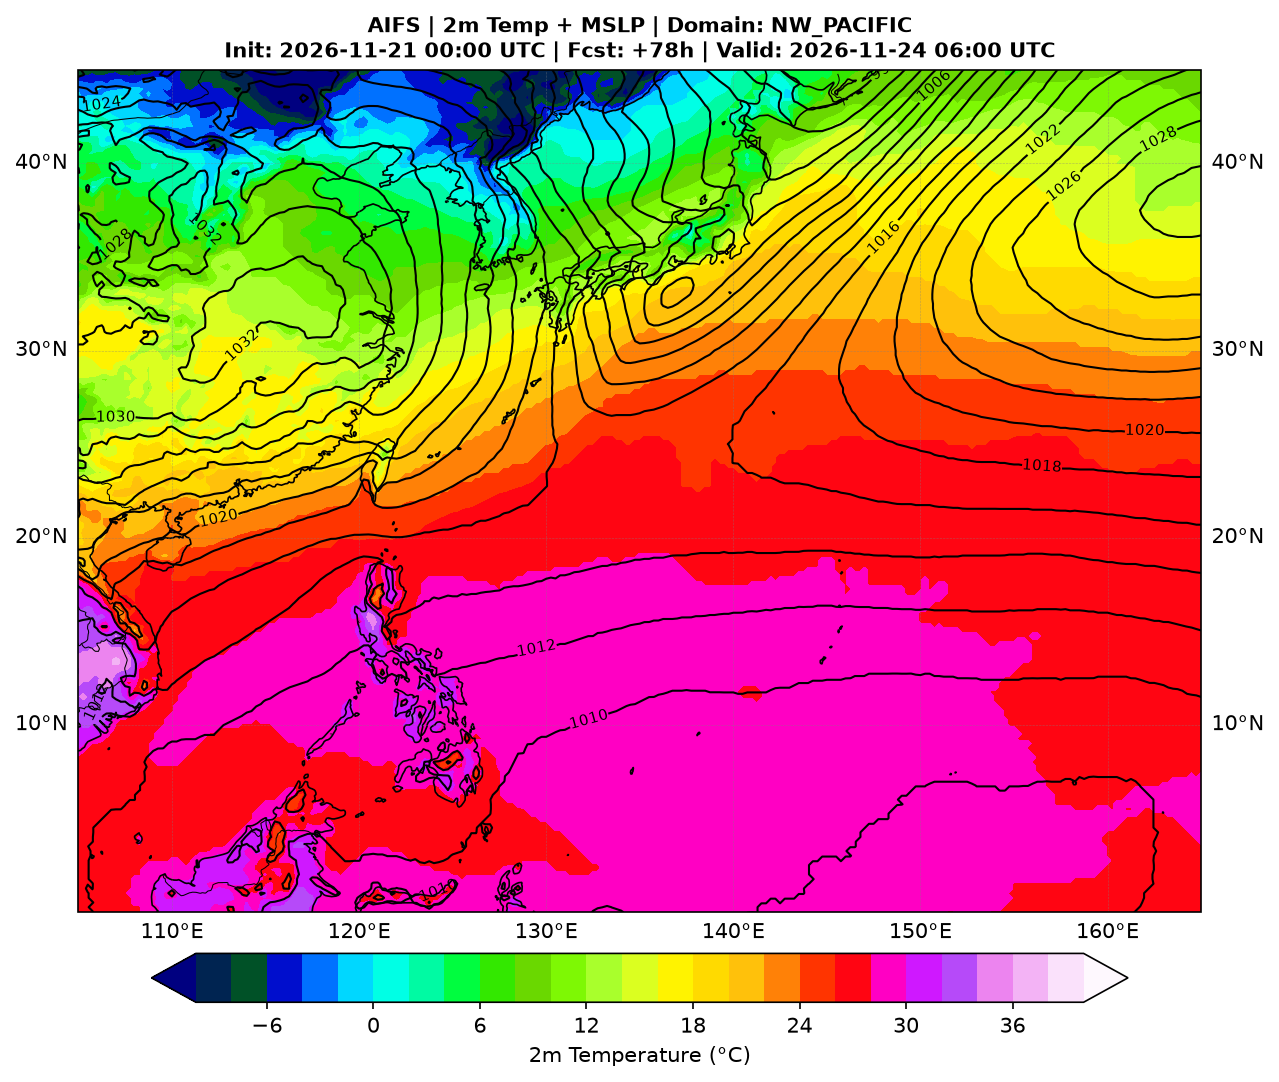 AIFS | 2m Temp + MSLP | Domain: NW_PACIFIC
Init: 2026-11-21 00:00 UTC | Fcst: +78h | Valid: 2026-11-24 06:00 UTC
1024
1006
1022
1028
40°N
40°N
1026
1032
1028
1016
1032
30°N
30°N
1030
1020
1018
1020
20°N
20°N
1012
1010
1010
10°N
10°N
1010
110°E
120°E
130°E
140°E
150°E
160°E
−6
0
6
12
18
24
30
36
2m Temperature (°C)